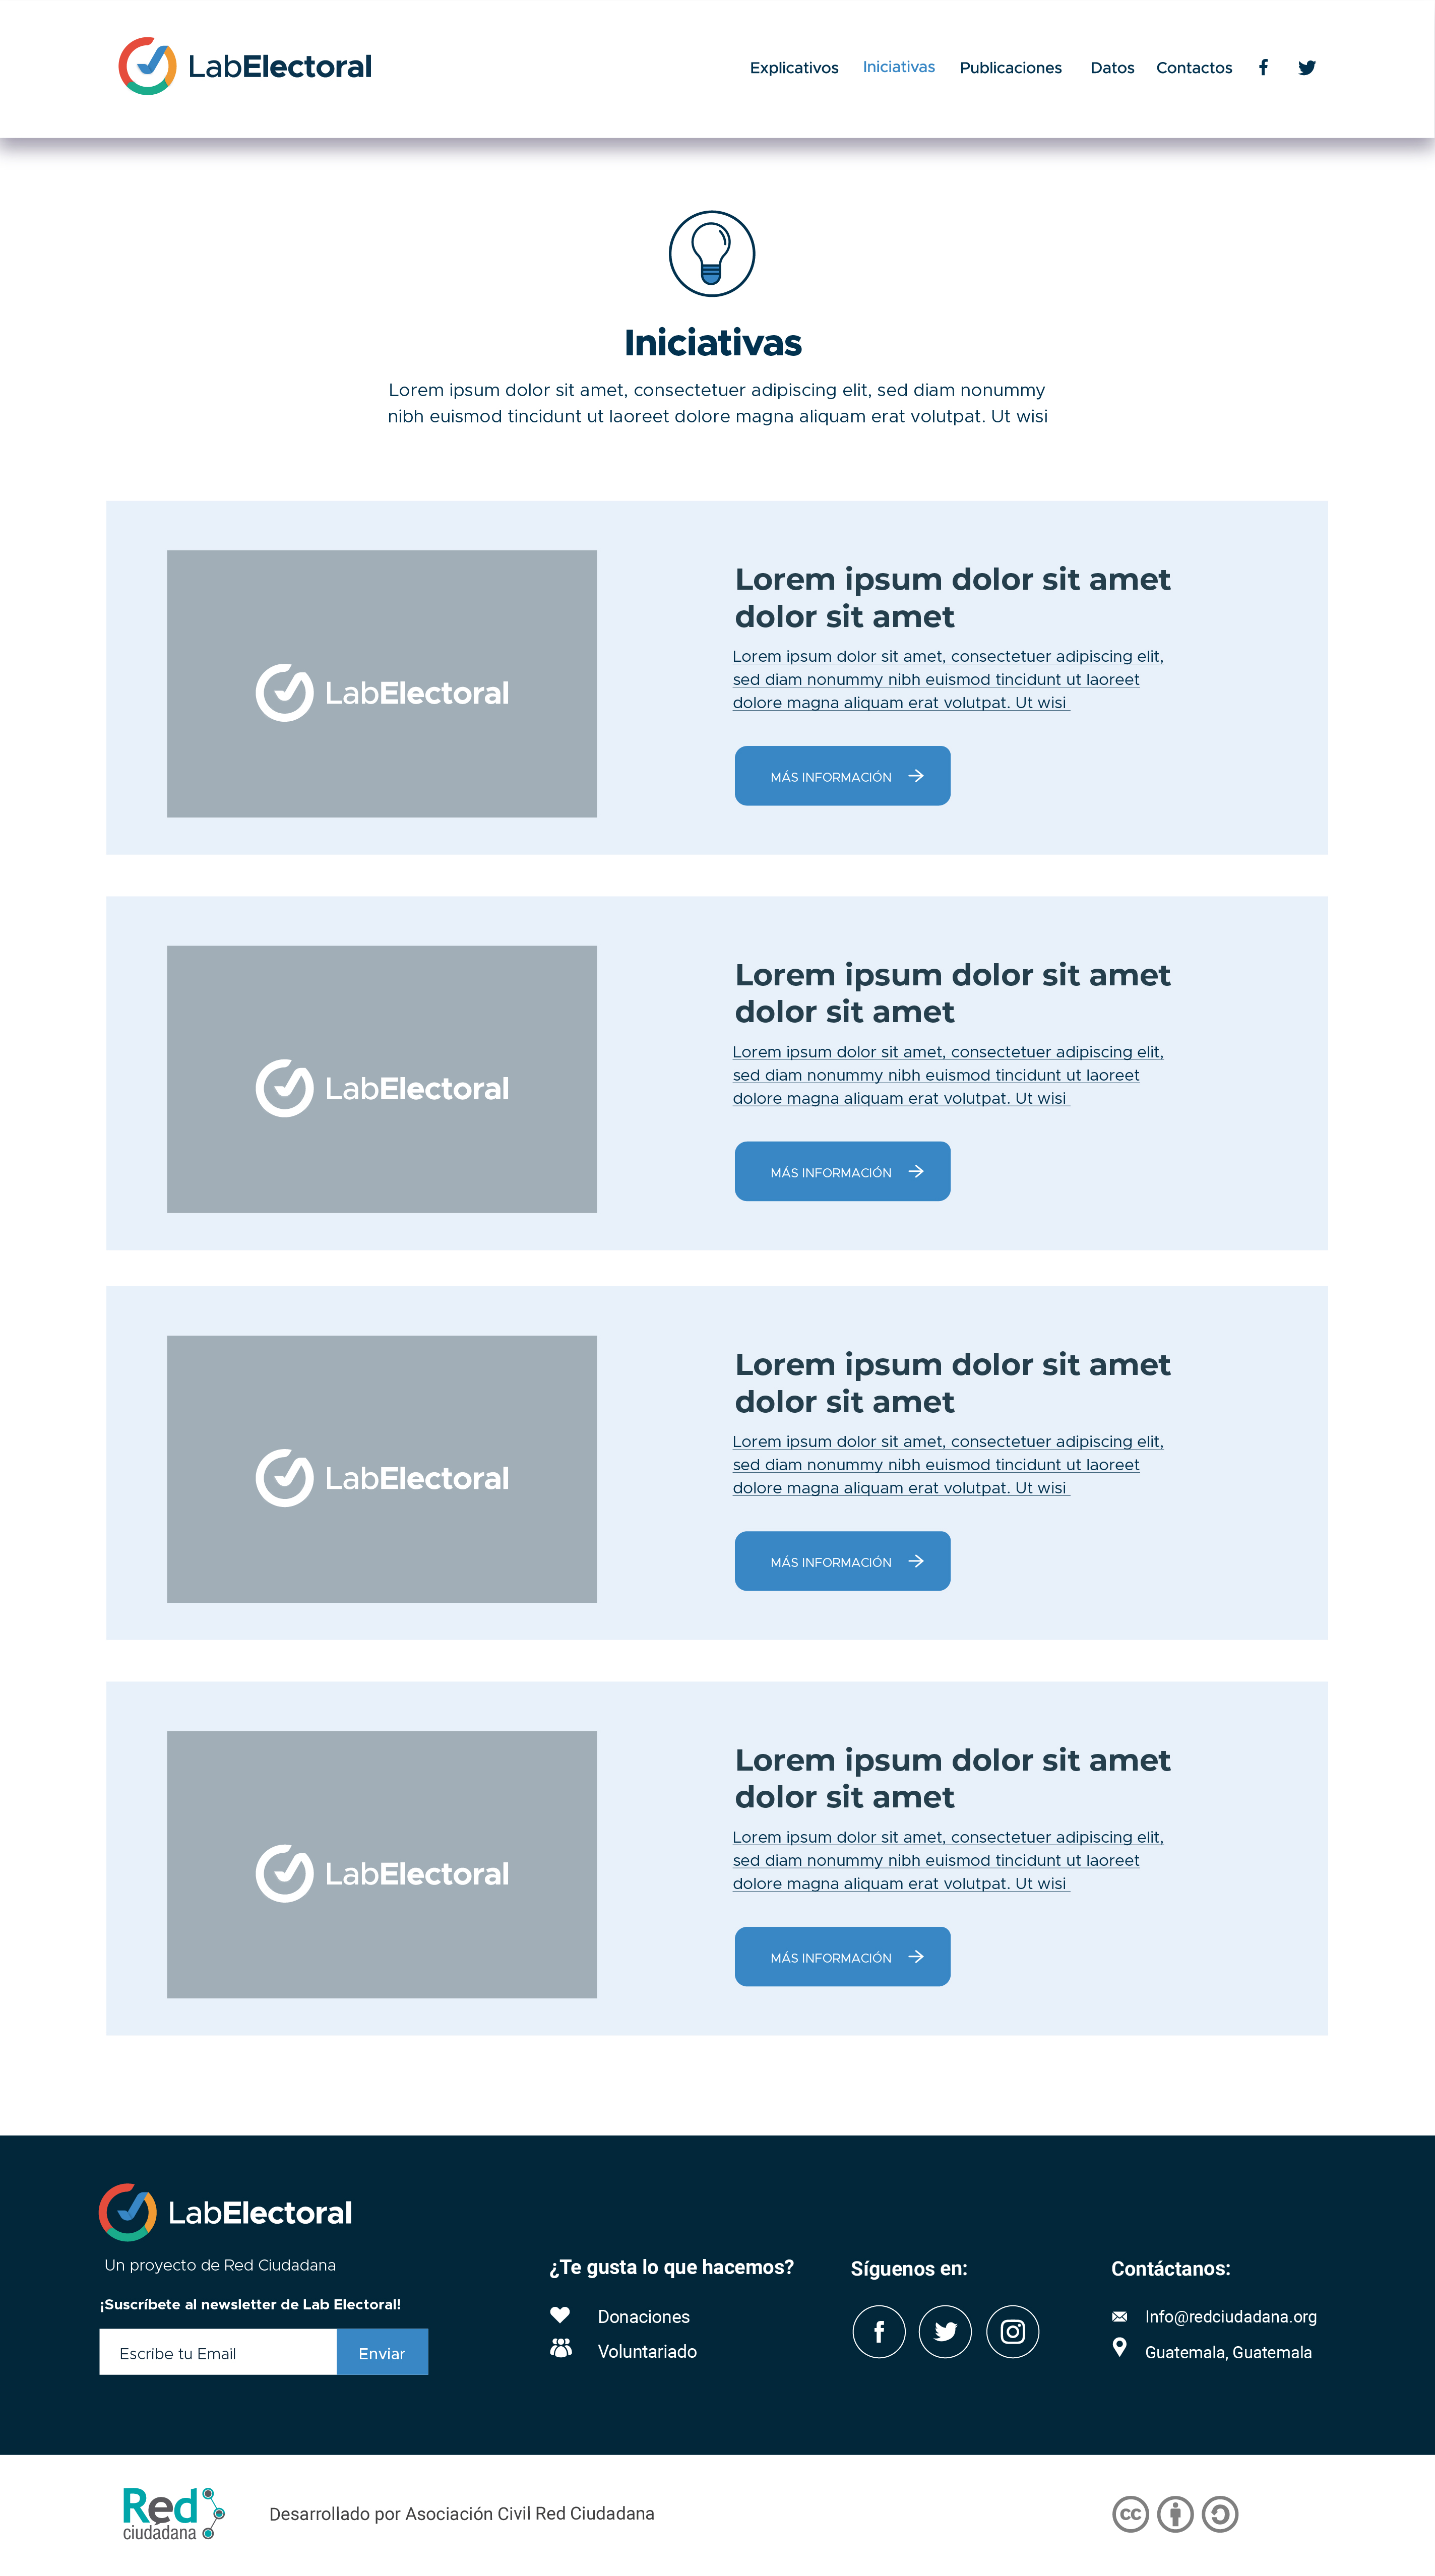 LabElectoral
Explicativos Iniciativas Publicaciones Datos Contactos
Iniciativas
Lorem ipsum dolor sit amet, consectetuer adipiscing elit, sed diam nonummy
nibh euismod tincidunt ut laoreet dolore magna aliquam erat volutpat. Ut wisi
LabElectoral
Lorem ipsum dolor sit amet
dolor sit amet
Lorem ipsum dolor sit amet, consectetuer adipiscing elit,
sed diam nonummy nibh euismod tincidunt ut laoreet
dolore magna aliquam erat volutpat. Ut wisi
MÁS INFORMACIÓN
LabElectoral
Lorem ipsum dolor sit amet
dolor sit amet
Lorem ipsum dolor sit amet, consectetuer adipiscing elit,
sed diam nonummy nibh euismod tincidunt ut laoreet
dolore magna aliquam erat volutpat. Ut wisi
MÁS INFORMACIÓN
LabElectoral
Lorem ipsum dolor sit amet
dolor sit amet
Lorem ipsum dolor sit amet, consectetuer adipiscing elit,
sed diam nonummy nibh euismod tincidunt ut laoreet
dolore magna aliquam erat volutpat. Ut wisi
MÁS INFORMACIÓN
LabElectoral
Lorem ipsum dolor sit amet
dolor sit amet
Lorem ipsum dolor sit amet, consectetuer adipiscing elit,
sed diam nonummy nibh euismod tincidunt ut laoreet
dolore magna aliquam erat volutpat. Ut wisi
MÁS INFORMACIÓN
LabElectoral
Un proyecto de Red Ciudadana
¡Suscríbete al newsletter de Lab Electoral!
Escribe tu Email
Enviar
¿Te gusta lo que hacemos?
Donaciones
Voluntariado
Síguenos en:
Contáctanos:
Info@redciudadana.org
Guatemala, Guatemala
Red
ciudadana
Desarrollado por Asociación Civil Red Ciudadana
cc